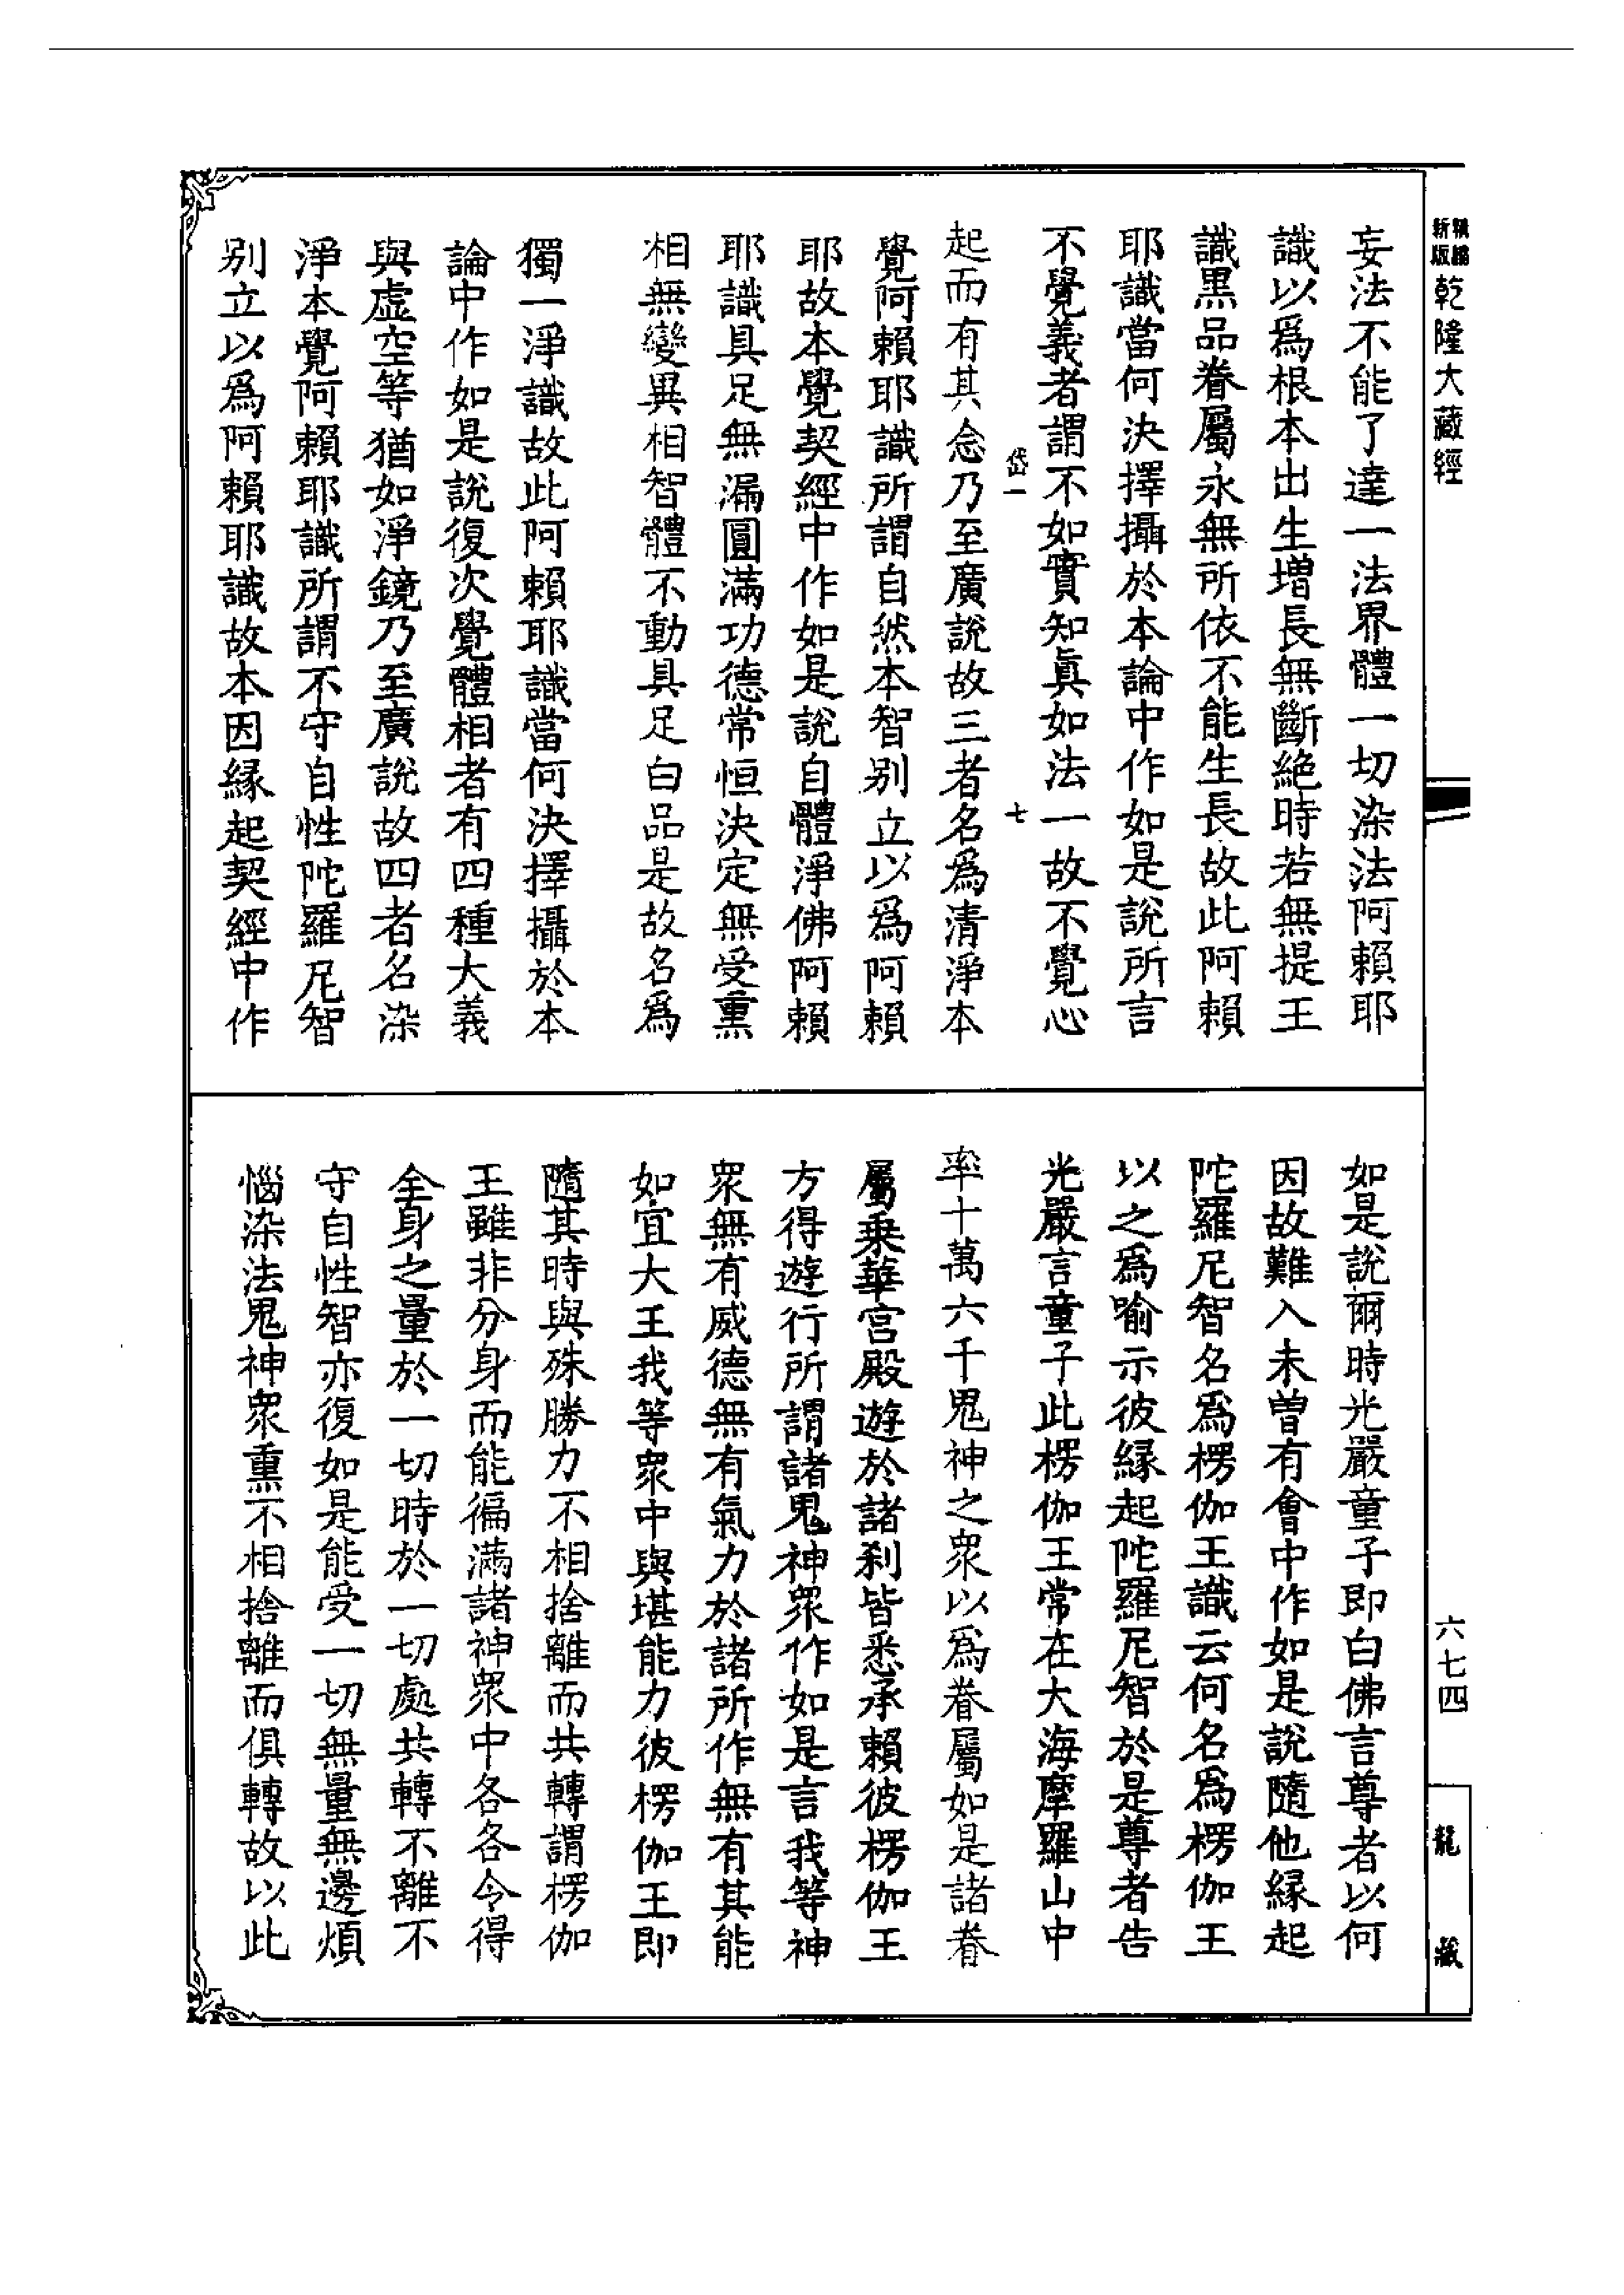 新版
精編
乾隆大藏經
妄法不能了達一法界體一切染法阿賴耶
識以爲根本出生增長無斷絕時若無提王
識黑品眷屬永無所依不能生長故此阿賴
耶識當何決擇攝於本論中作如是說所言
不覺義者謂不如實知眞如法一故不覺心
岱一
七
起而有其念乃至廣說故三者名爲清淨本
覺阿賴耶識所謂自然本智别立以爲阿賴
耶故本覺契經中作如是說自體淨佛阿賴
耶識具足無漏圓滿功德常恒決定無受熏
相無變異相智體不動具足白品是故名爲
獨一淨識故此阿賴耶識當何決擇攝於本
論中作如是說復次覺體相者有四種大義
與虛空等猶如淨鏡乃至廣說故四者名染
淨本覺阿賴耶識所謂不守自性陀羅尼智
别立以爲阿賴耶識故本因緣起契經中作
如是說爾時光嚴童子即白佛言尊者以何
因故難入未曾有會中作如是說隨他緣起
陀羅尼智名爲楞伽王識云何名爲楞伽王
以之爲喻示彼緣起陀羅尼智於是尊者告
光嚴言童子此楞伽王常在大海摩羅山中
率十萬六千鬼神之衆以爲眷屬如是諸眷
屬乗華宫殿遊於諸刹皆悉承賴彼楞伽王
方得遊行所謂諸鬼神衆作如是言我等神
衆無有威德無有氣力於諸所作無有其能
如宜大王我等衆中與堪能力彼楞伽王即
隨其時與殊勝力不相捨離而共轉謂楞伽
王雖非分身而能徧滿諸神衆中各各令得
全身之量於一切時於一切處共轉不離不
守自性智亦復如是能受一切無量無邊煩
惱染法鬼神衆熏不相捨離而俱轉故以此
六七四
龍藏